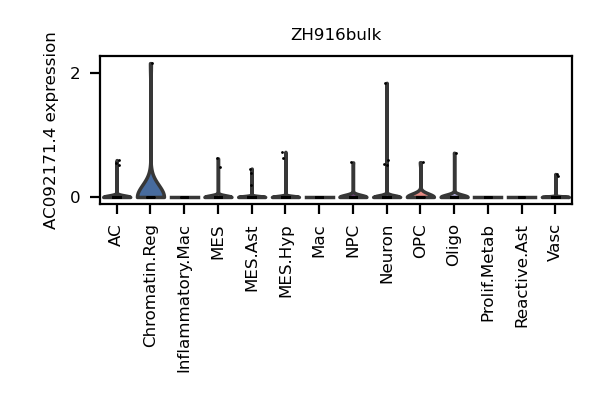 ZH916bulk
AC092171.4 expression
2
0
AC
Chromatin.Reg
Inflammatory.Mac
MES
MES.Ast
MES.Hyp
Mac
NPC
Neuron
OPC
Oligo
Prolif.Metab
Reactive.Ast
Vasc